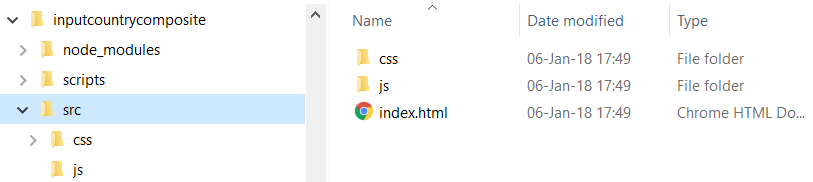 inputcountrycomposite
node_modules
scripts
src
css
js
Name Date modified Type
css 06-Jan-18 17:49 File folder
js 06-Jan-18 17:49 File folder
index.html 06-Jan-18 17:49 Chrome HTML Do...